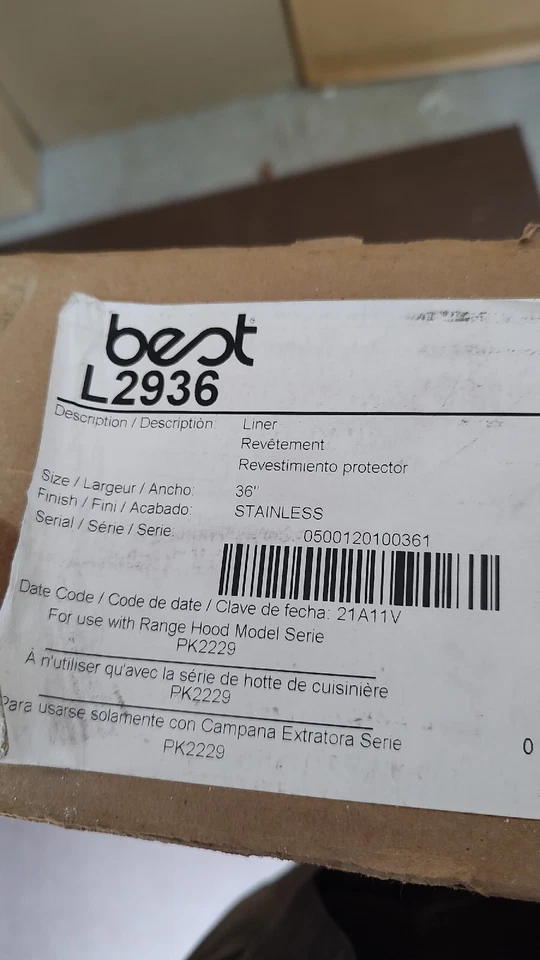 best
L2936
Description / Descriptión: Liner
Revêtement
Revestimiento protector
Size / Largeur / Ancho: 36"
Finish / Fini / Acabado: STAINLESS
Serial / Série / Serie: 0500120100361
Date Code / Code de date / Clave de fecha: 21A11V
For use with Range Hood Model Serie
PK2229
À n'utiliser qu'avec la série de hotte de cuisinière
PK2229
Para usarse solamente con Campana Extratora Serie
PK2229
0